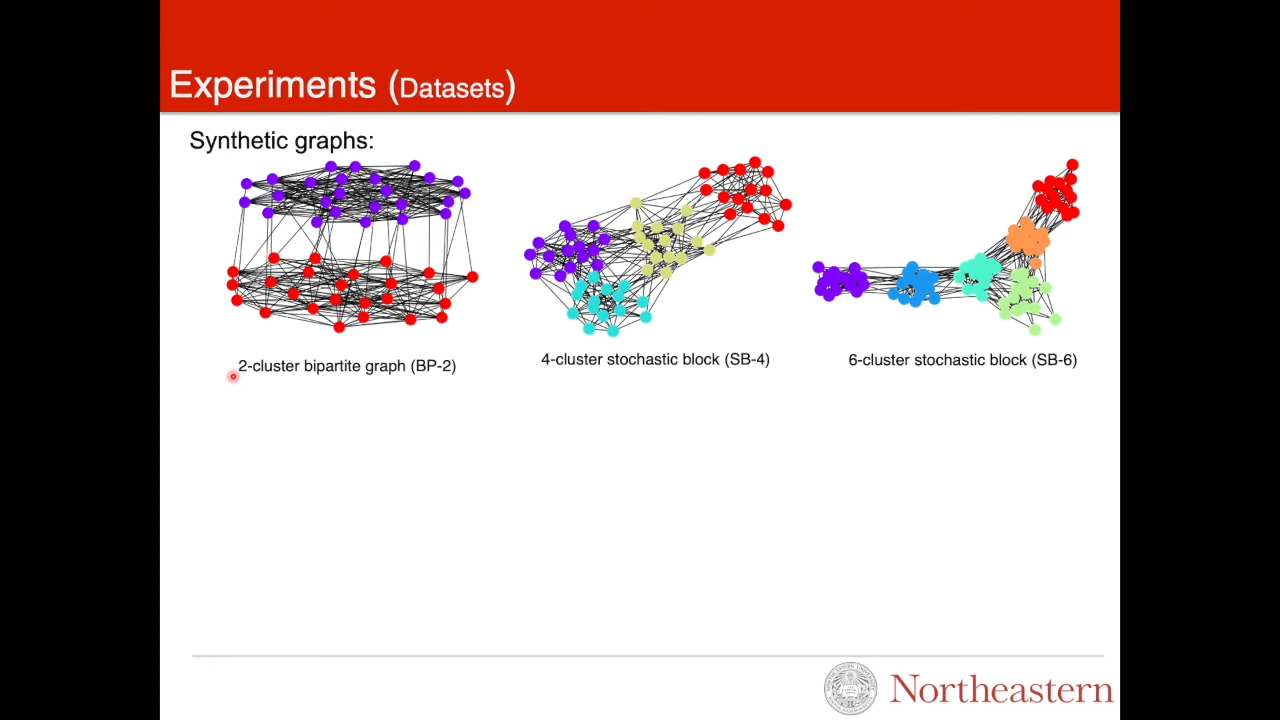 Experiments (Datasets)
Synthetic graphs:
2-cluster bipartite graph (BP-2)
4-cluster stochastic block (SB-4)
6-cluster stochastic block (SB-6)
Northeastern